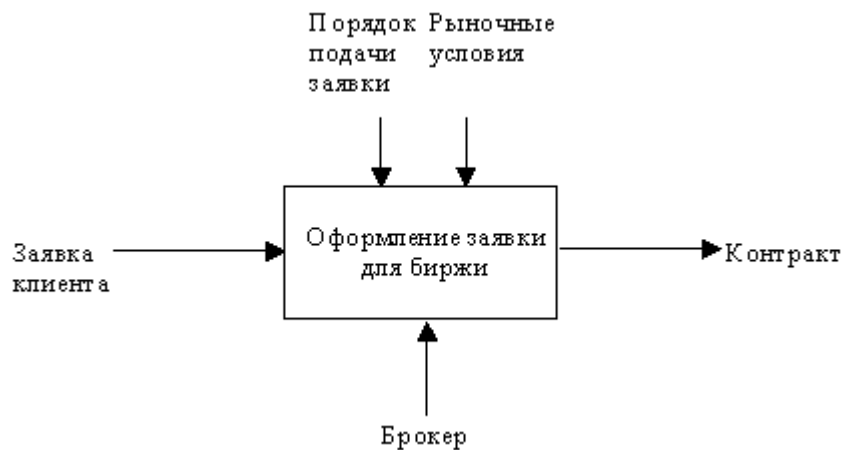 Порядок
подачи
заявки
Рыночные
условия
Заявка
клиента
Оформление заявки
для биржи
Контракт
Брокер